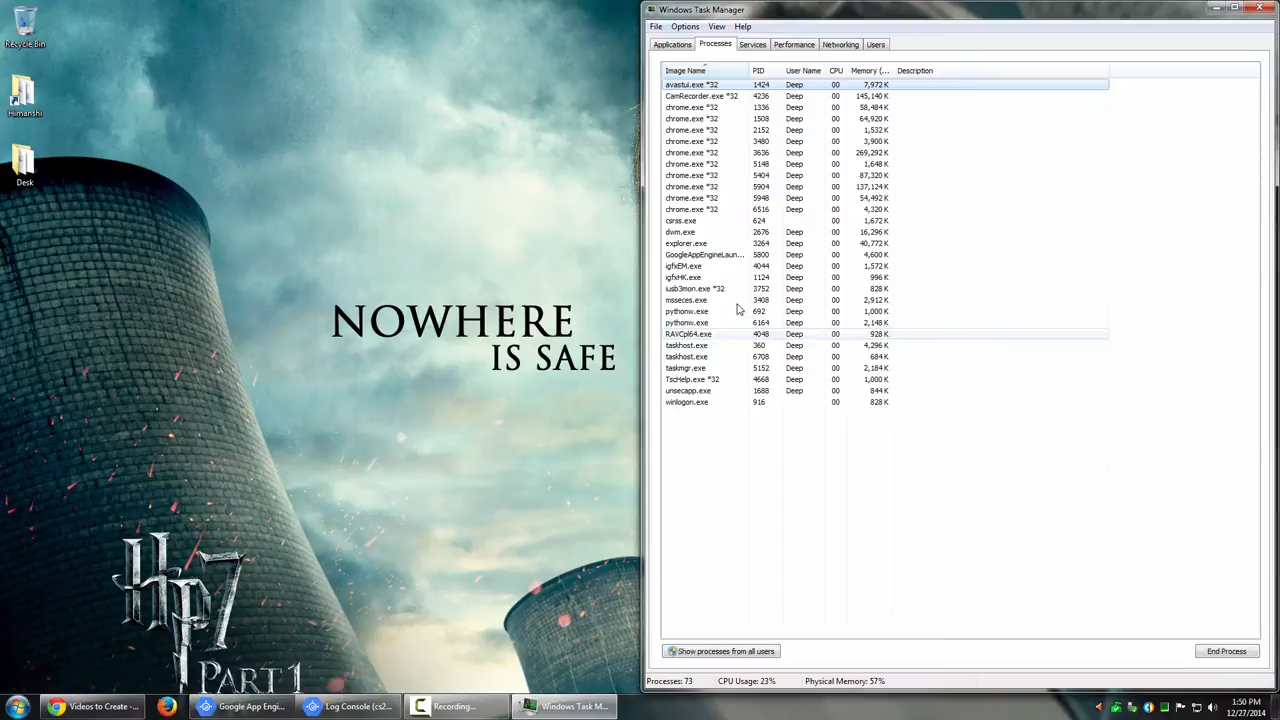 Recycle Bin
Himanshi
Desk
NOWHERE
IS SAFE
Hp7
PART 1
Windows Task Manager
File Options View Help
Applications Processes Services Performance Networking Users
Image Name PID User Name CPU Memory (... Description
avastui.exe *32 1424 Deep 00 7,972 K
CamRecorder.exe *32 4236 Deep 00 145,140 K
chrome.exe *32 1336 Deep 00 58,484 K
chrome.exe *32 1508 Deep 00 64,920 K
chrome.exe *32 2152 Deep 00 1,532 K
chrome.exe *32 3480 Deep 00 3,900 K
chrome.exe *32 3636 Deep 00 269,292 K
chrome.exe *32 5148 Deep 00 1,648 K
chrome.exe *32 5404 Deep 00 87,320 K
chrome.exe *32 5904 Deep 00 137,124 K
chrome.exe *32 5948 Deep 00 54,492 K
chrome.exe *32 6516 Deep 00 4,320 K
csrss.exe 624 00 1,672 K
dwm.exe 2676 Deep 00 16,296 K
explorer.exe 3264 Deep 00 40,772 K
GoogleAppEngineLaun... 5800 Deep 00 4,600 K
igfxEM.exe 4044 Deep 00 1,572 K
igfxHK.exe 1124 Deep 00 996 K
iusb3mon.exe *32 3752 Deep 00 828 K
msseces.exe 3408 Deep 00 2,912 K
pythonw.exe 692 Deep 00 1,000 K
pythonw.exe 6164 Deep 00 2,148 K
RAVCpl64.exe 4048 Deep 00 928 K
taskhost.exe 360 Deep 00 4,296 K
taskhost.exe 6708 Deep 00 684 K
taskmgr.exe 5152 Deep 00 2,184 K
TscHelp.exe *32 4668 Deep 00 1,000 K
unsecapp.exe 1688 Deep 00 844 K
winlogon.exe 916 00 828 K
Show processes from all users End Process
Processes: 73 CPU Usage: 23% Physical Memory: 57%
Videos to Create -... Google App Engi... Log Console (cs2... Recording... Windows Task M...
1:50 PM
12/27/2014